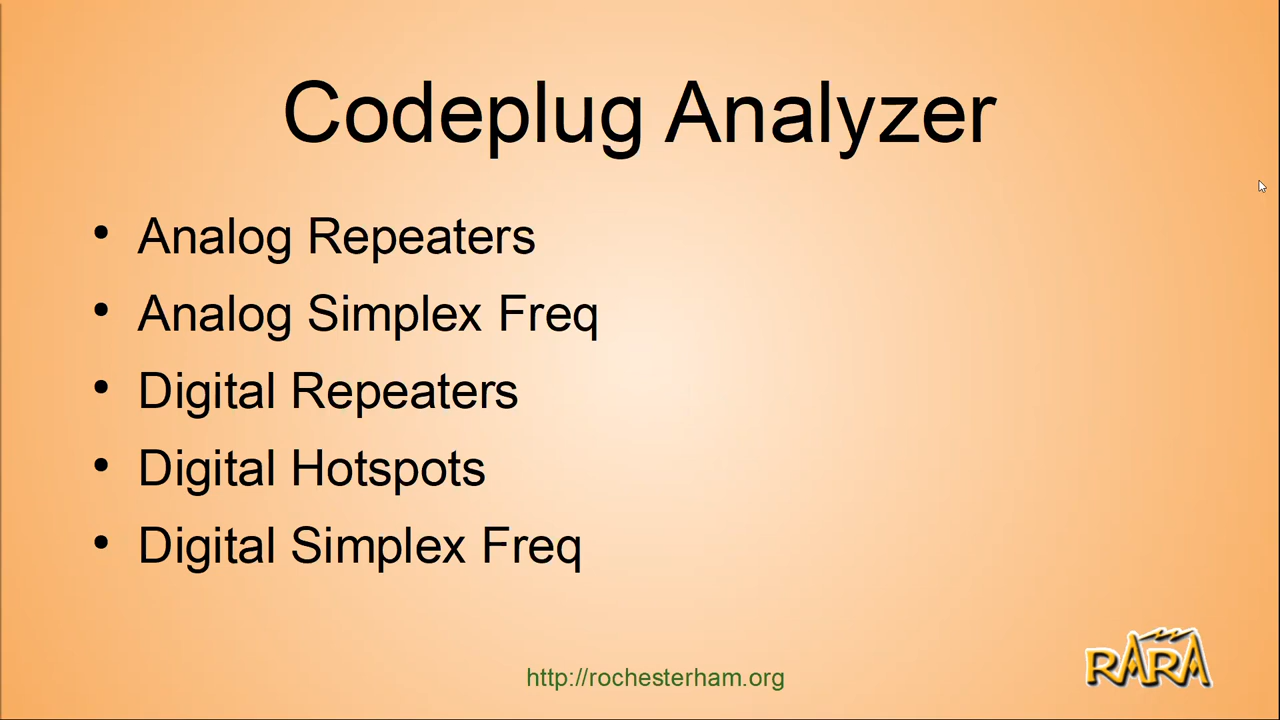 Codeplug Analyzer
• Analog Repeaters
• Analog Simplex Freq
• Digital Repeaters
• Digital Hotspots
• Digital Simplex Freq
http://rochesterham.org
RARA